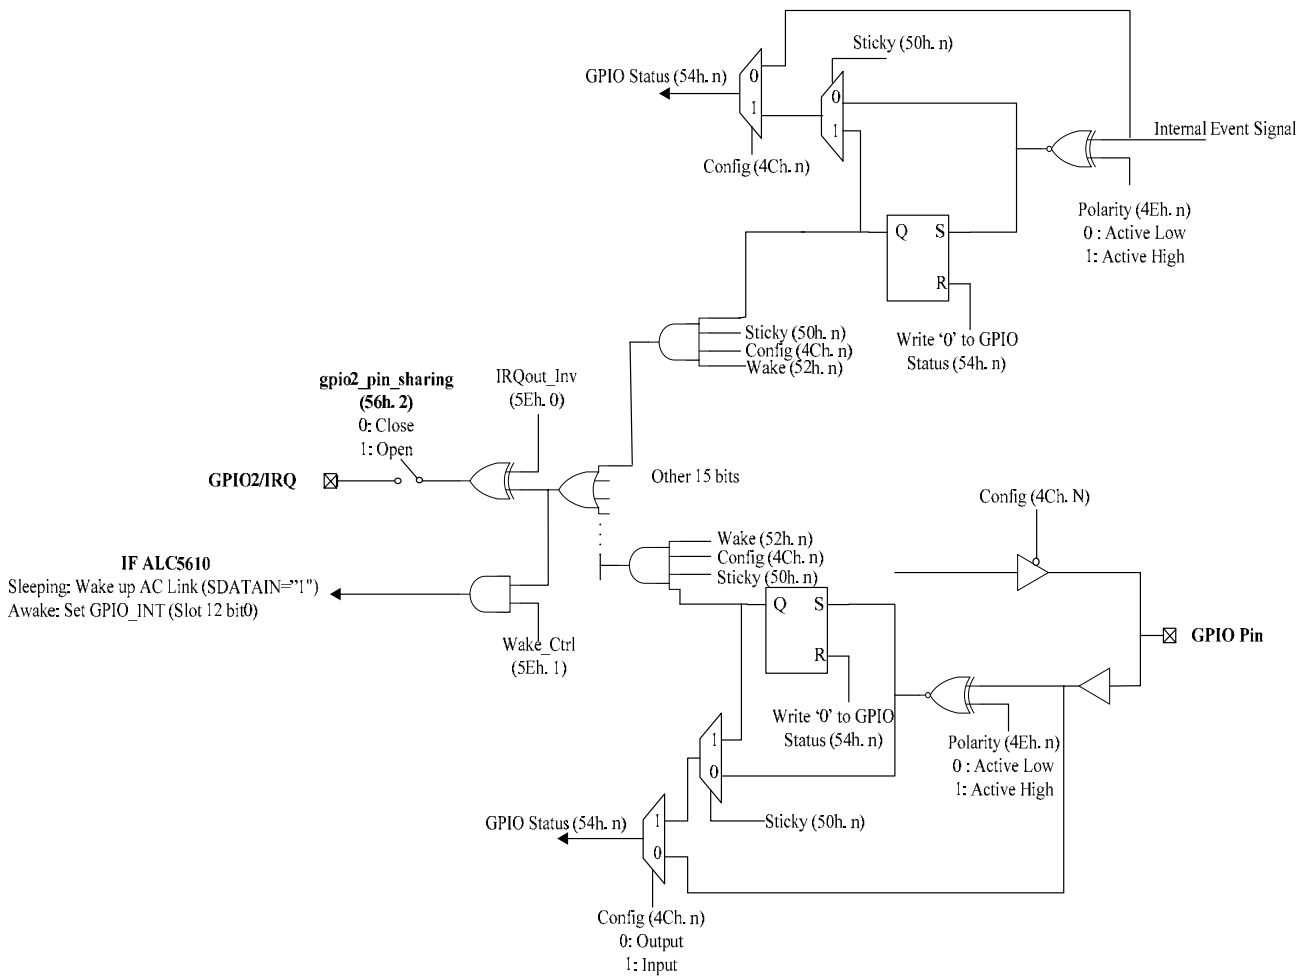 Sticky (50h. n)
GPIO Status (54h. n)
0
1
0
1
Internal Event Signal
Config (4Ch. n)
Polarity (4Eh. n)
0 : Active Low
1: Active High
Q S
R
Write ‘0’ to GPIO
Status (54h. n)
Sticky (50h. n)
Config (4Ch. n)
Wake (52h. n)
gpio2_pin_sharing
(56h. 2)
0: Close
1: Open
IRQout_Inv
(5Eh. 0)
GPIO2/IRQ
Other 15 bits
Config (4Ch. N)
Wake (52h. n)
Config (4Ch. n)
Sticky (50h. n)
IF ALC5610
Sleeping: Wake up AC Link (SDATAIN=”1")
Awake: Set GPIO_INT (Slot 12 bit0)
Wake_Ctrl
(5Eh. 1)
Q S
R
GPIO Pin
Write ‘0’ to GPIO
Status (54h. n)
Polarity (4Eh. n)
0 : Active Low
1: Active High
1
0
Sticky (50h. n)
GPIO Status (54h. n)
1
0
Config (4Ch. n)
0: Output
1: Input